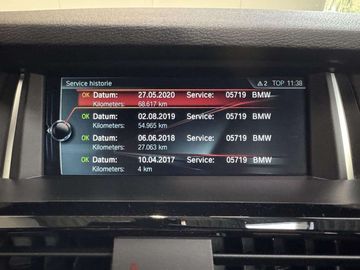 Service historie
⚠2 TOP 11:38
OK Datum: 27.05.2020 Service: 05719 BMW
Kilometers: 68.617 km
OK Datum: 02.08.2019 Service: 05719 BMW
Kilometers: 54.965 km
OK Datum: 06.06.2018 Service: 05719 BMW
Kilometers: 27.063 km
OK Datum: 10.04.2017 Service: 05719 BMW
Kilometers: 4 km